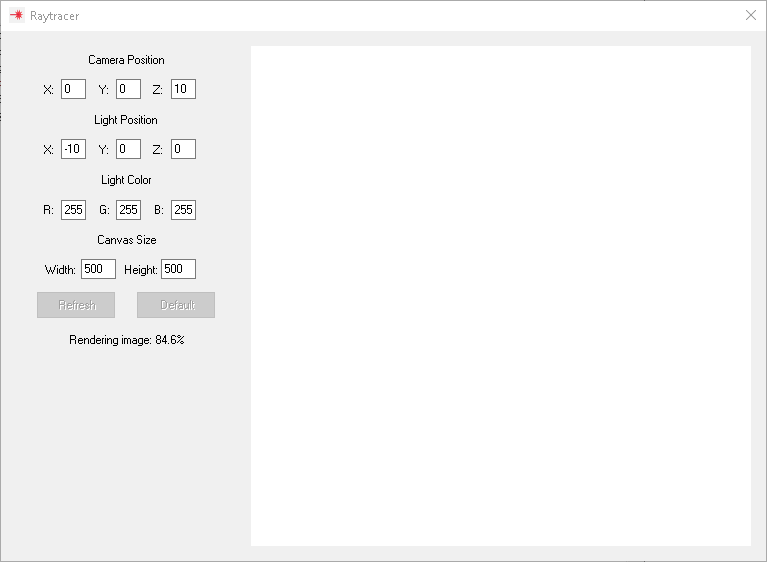 Raytracer
Camera Position
X: 0 Y: 0 Z: 10
Light Position
X: -10 Y: 0 Z: 0
Light Color
R: 255 G: 255 B: 255
Canvas Size
Width: 500 Height: 500
Refresh Default
Rendering image: 84.6%